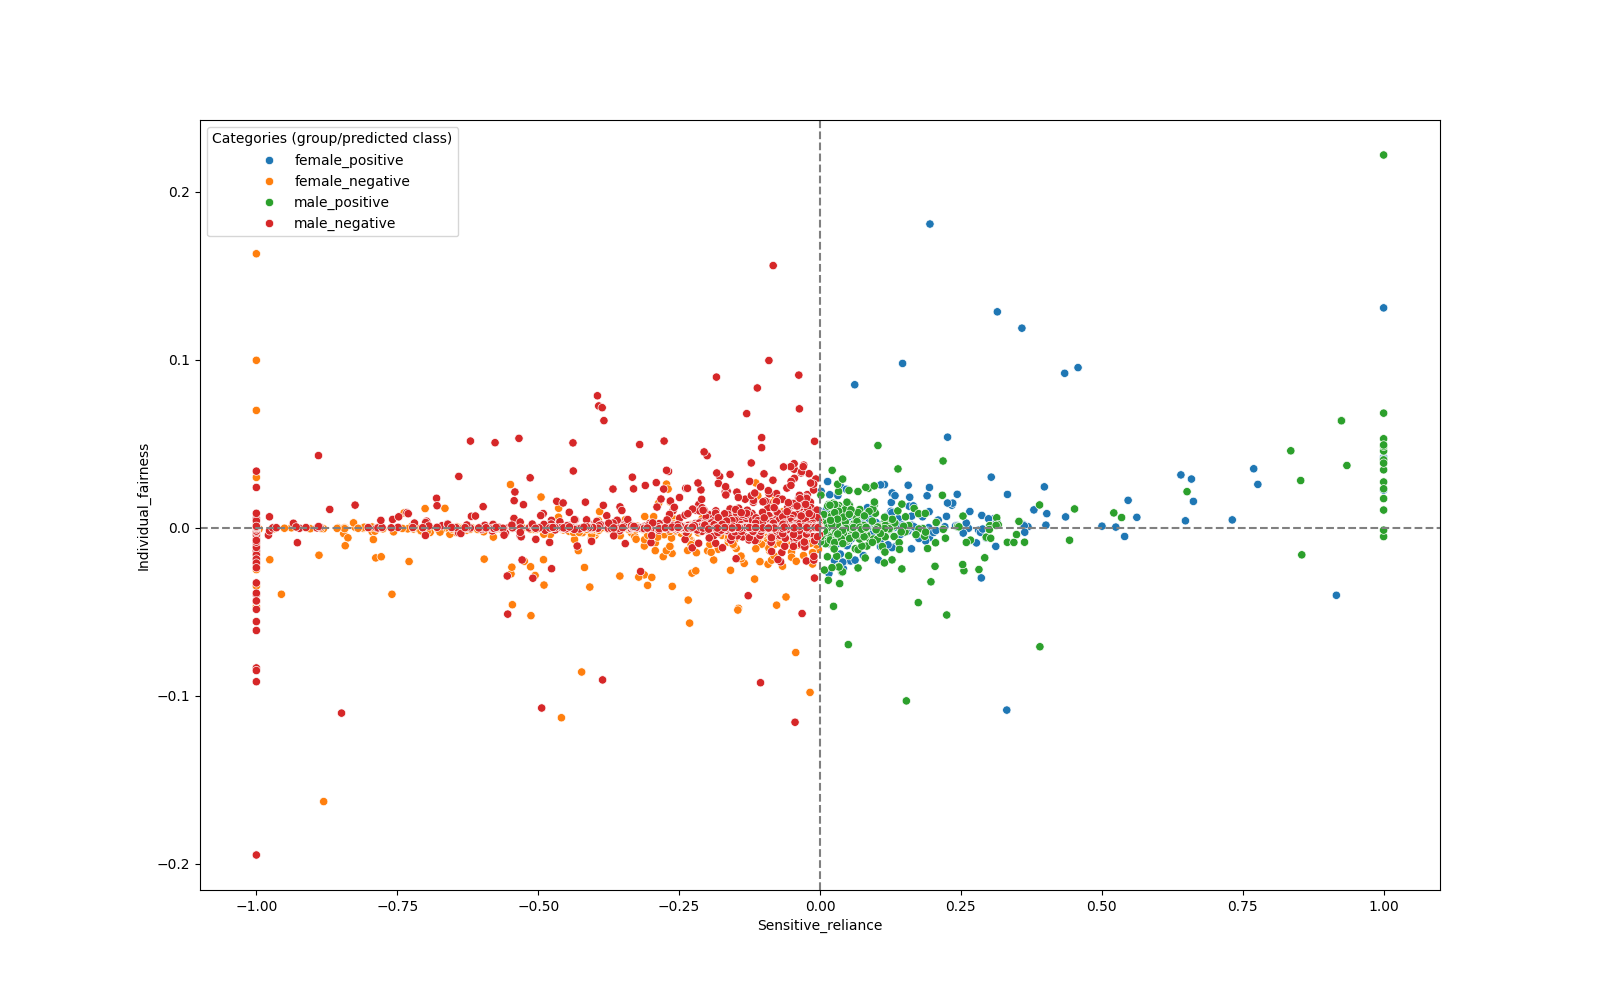 Categories (group/predicted class)
female_positive
female_negative
male_positive
male_negative
0.2
0.1
0.0
−0.1
−0.2
Individual_fairness
−1.00
−0.75
−0.50
−0.25
0.00
0.25
0.50
0.75
1.00
Sensitive_reliance